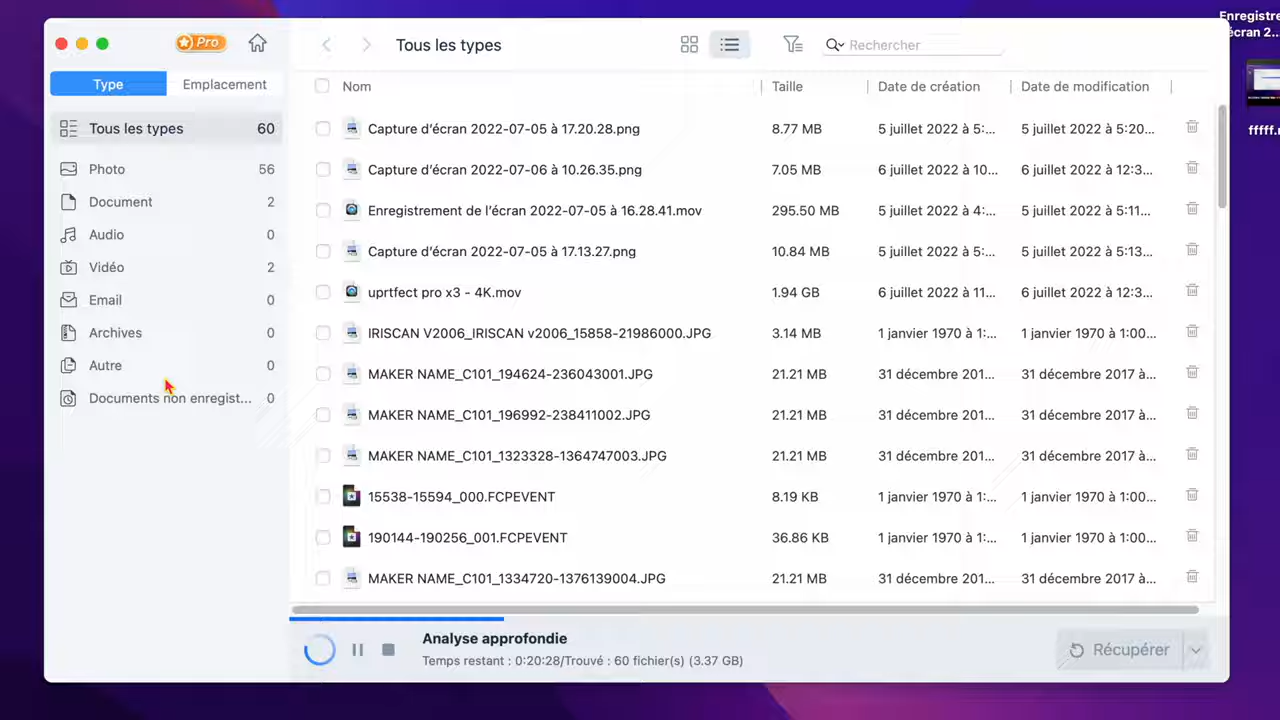 Enregistre
écran 2...
fffff.
Pro
Tous les types
Rechercher
Type
Emplacement
Tous les types 60
Photo 56
Document 2
Audio 0
Vidéo 2
Email 0
Archives 0
Autre 0
Documents non enregist... 0
Nom Taille Date de création Date de modification
Capture d’écran 2022-07-05 à 17.20.28.png 8.77 MB 5 juillet 2022 à 5:... 5 juillet 2022 à 5:20...
Capture d’écran 2022-07-06 à 10.26.35.png 7.05 MB 6 juillet 2022 à 10... 6 juillet 2022 à 12:3...
Enregistrement de l’écran 2022-07-05 à 16.28.41.mov 295.50 MB 5 juillet 2022 à 4:... 5 juillet 2022 à 5:11...
Capture d’écran 2022-07-05 à 17.13.27.png 10.84 MB 5 juillet 2022 à 5:... 5 juillet 2022 à 5:13...
uprtfect pro x3 - 4K.mov 1.94 GB 6 juillet 2022 à 11... 6 juillet 2022 à 12:3...
IRISCAN V2006_IRISCAN v2006_15858-21986000.JPG 3.14 MB 1 janvier 1970 à 1:... 1 janvier 1970 à 1:00...
MAKER NAME_C101_194624-236043001.JPG 21.21 MB 31 décembre 201... 31 décembre 2017 à...
MAKER NAME_C101_196992-238411002.JPG 21.21 MB 31 décembre 201... 31 décembre 2017 à...
MAKER NAME_C101_1323328-1364747003.JPG 21.21 MB 31 décembre 201... 31 décembre 2017 à...
15538-15594_000.FCPEVENT 8.19 KB 1 janvier 1970 à 1:... 1 janvier 1970 à 1:00...
190144-190256_001.FCPEVENT 36.86 KB 1 janvier 1970 à 1:... 1 janvier 1970 à 1:00...
MAKER NAME_C101_1334720-1376139004.JPG 21.21 MB 31 décembre 201... 31 décembre 2017 à...
Analyse approfondie
Temps restant : 0:20:28/Trouvé : 60 fichier(s) (3.37 GB)
Récupérer